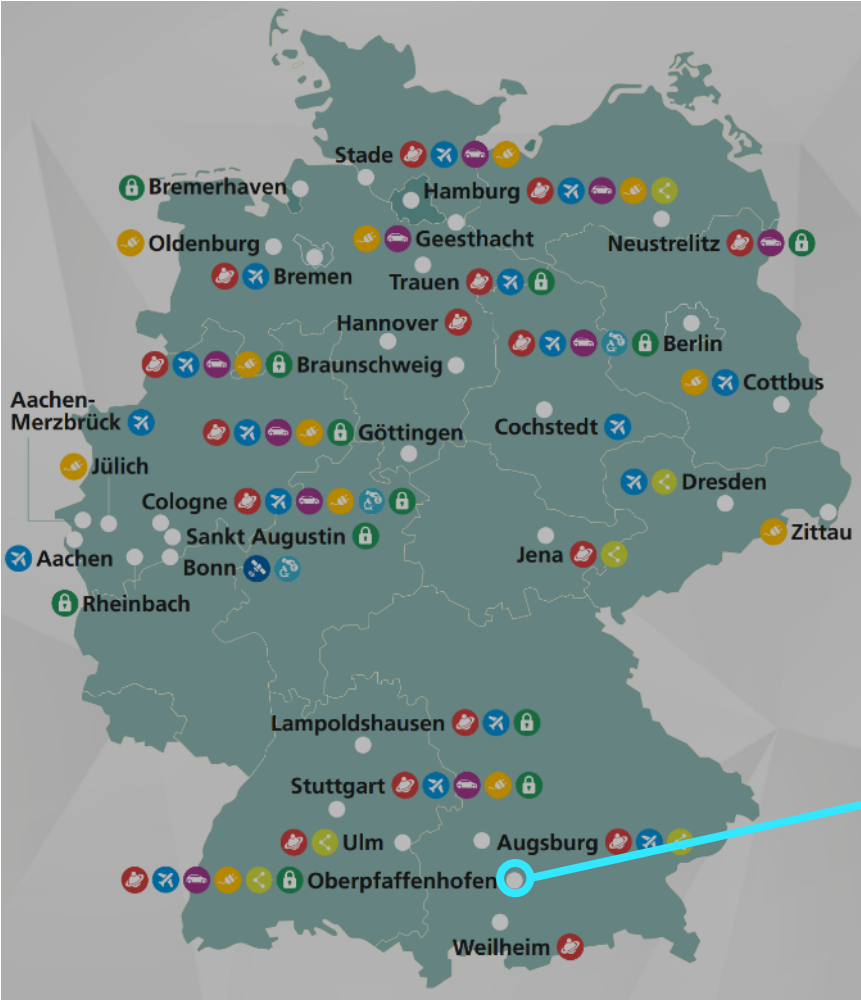 Stade
Bremerhaven
Hamburg
Oldenburg
Geesthacht
Neustrelitz
Bremen
Trauen
Hannover
Berlin
Braunschweig
Cottbus
Aachen-
Merzbrück
Cochstedt
Göttingen
Jülich
Dresden
Cologne
Sankt Augustin
Zittau
Aachen
Jena
Bonn
Rheinbach
Lampoldshausen
Stuttgart
Ulm
Augsburg
Oberpfaffenhofen
Weilheim